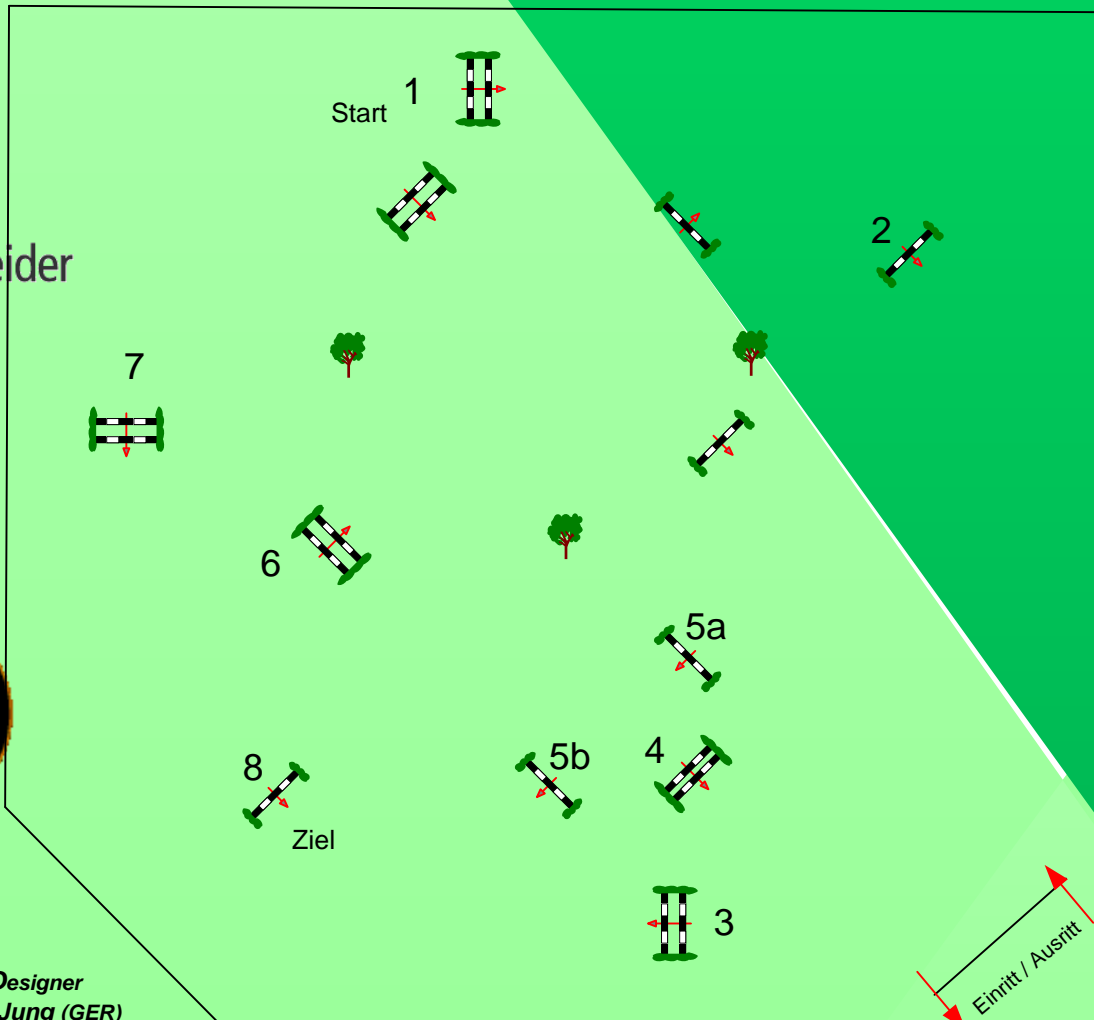 1
Start
2
eider
7
6
5a
4
5b
8
Ziel
3
Einritt / Ausritt
Designer
Jung (GER)